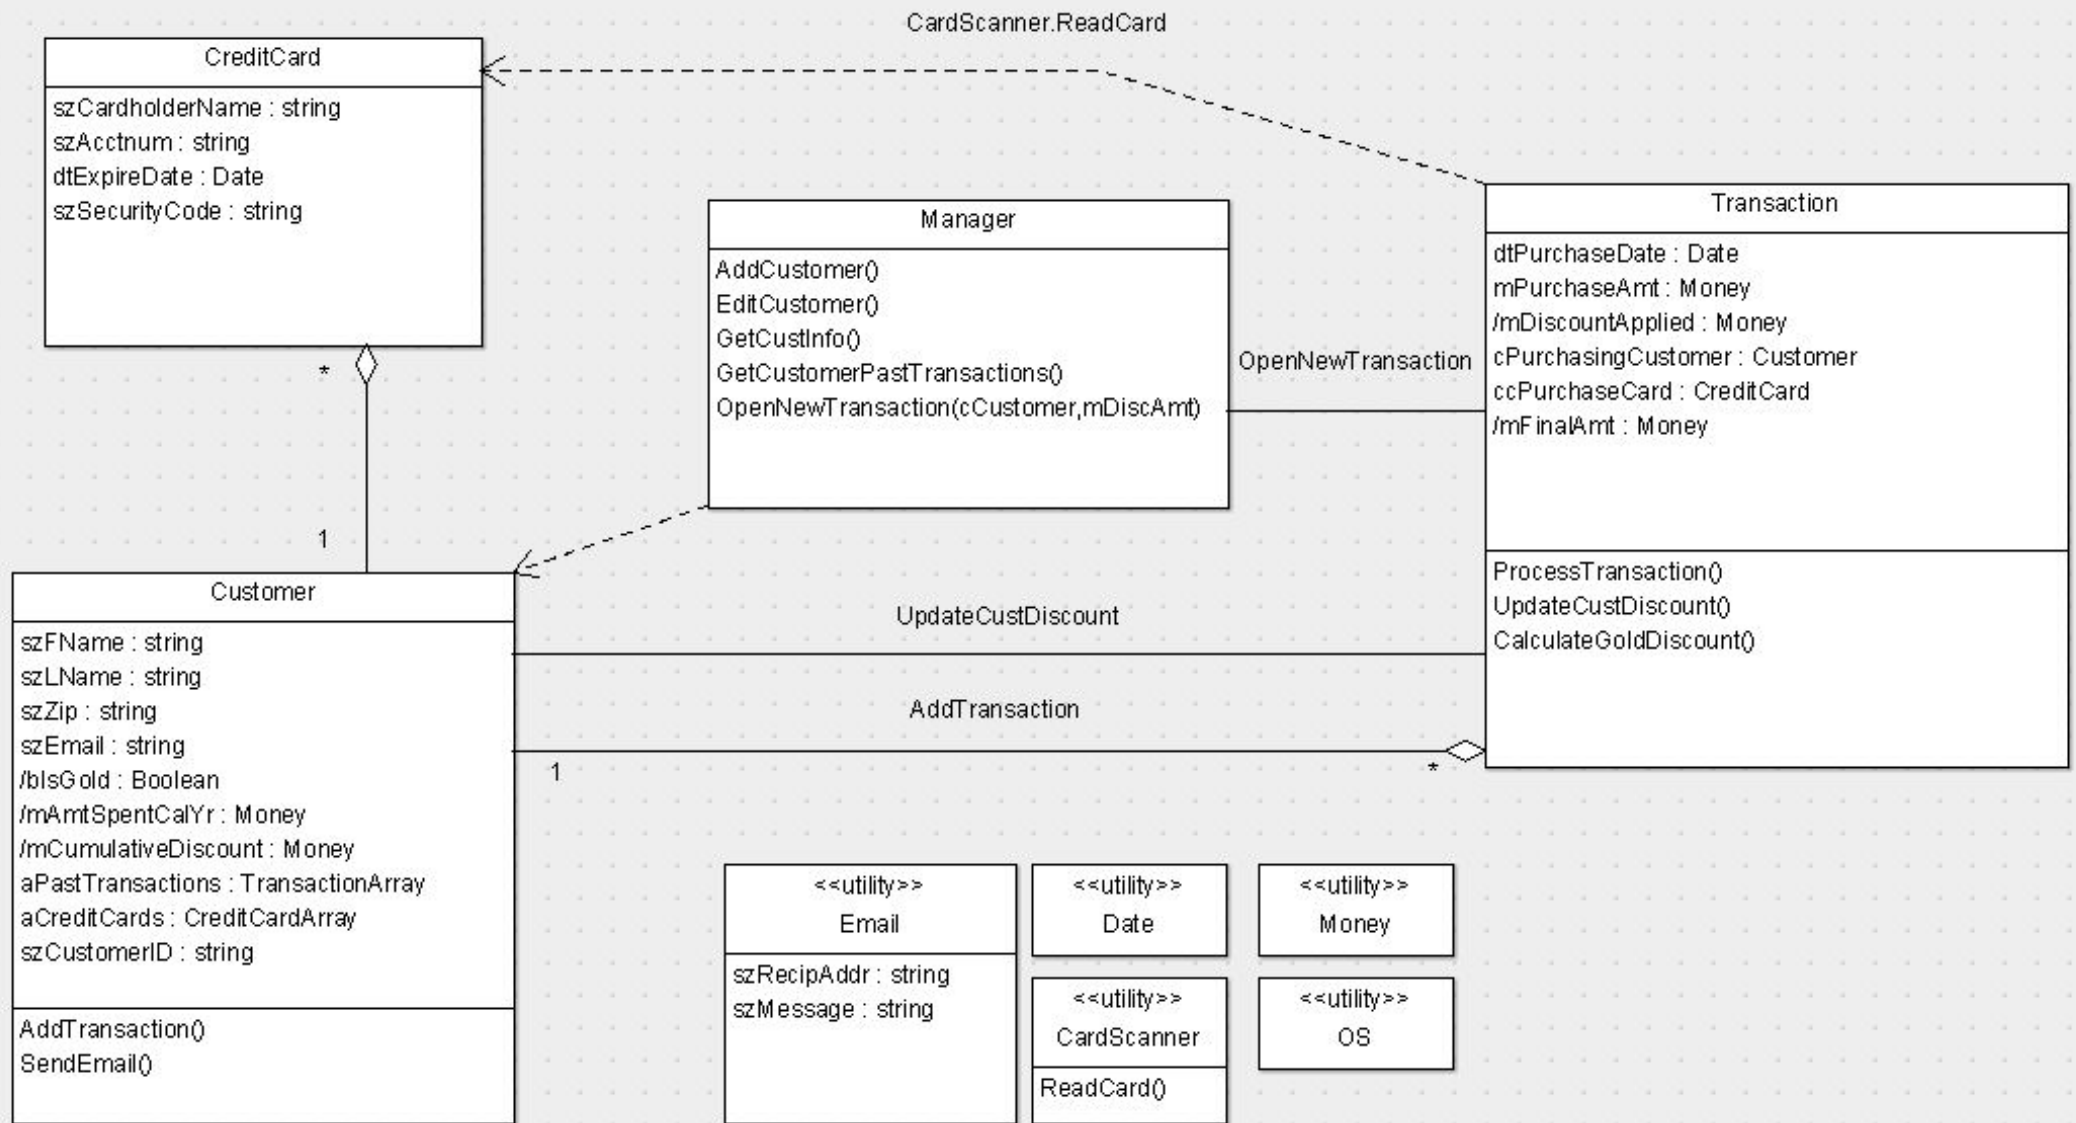 CardScanner.ReadCard
CreditCard
szCardholderName : string
szAcctnum : string
dtExpireDate : Date
szSecurityCode : string
Manager
AddCustomer()
EditCustomer()
GetCustInfo()
GetCustomerPastTransactions()
OpenNewTransaction(cCustomer,mDiscAmt)
OpenNewTransaction
Transaction
dtPurchaseDate : Date
mPurchaseAmt : Money
/mDiscountApplied : Money
cPurchasingCustomer : Customer
ccPurchaseCard : CreditCard
/mFinalAmt : Money
ProcessTransaction()
UpdateCustDiscount()
CalculateGoldDiscount()
*
1
Customer
szFName : string
szLName : string
szZip : string
szEmail : string
/bIsGold : Boolean
/mAmtSpentCalYr : Money
/mCumulativeDiscount : Money
aPastTransactions : TransactionArray
aCreditCards : CreditCardArray
szCustomerID : string
AddTransaction()
SendEmail()
UpdateCustDiscount
AddTransaction
1
*
<<utility>>
Email
szRecipAddr : string
szMessage : string
<<utility>>
Date
<<utility>>
Money
<<utility>>
CardScanner
ReadCard()
<<utility>>
OS